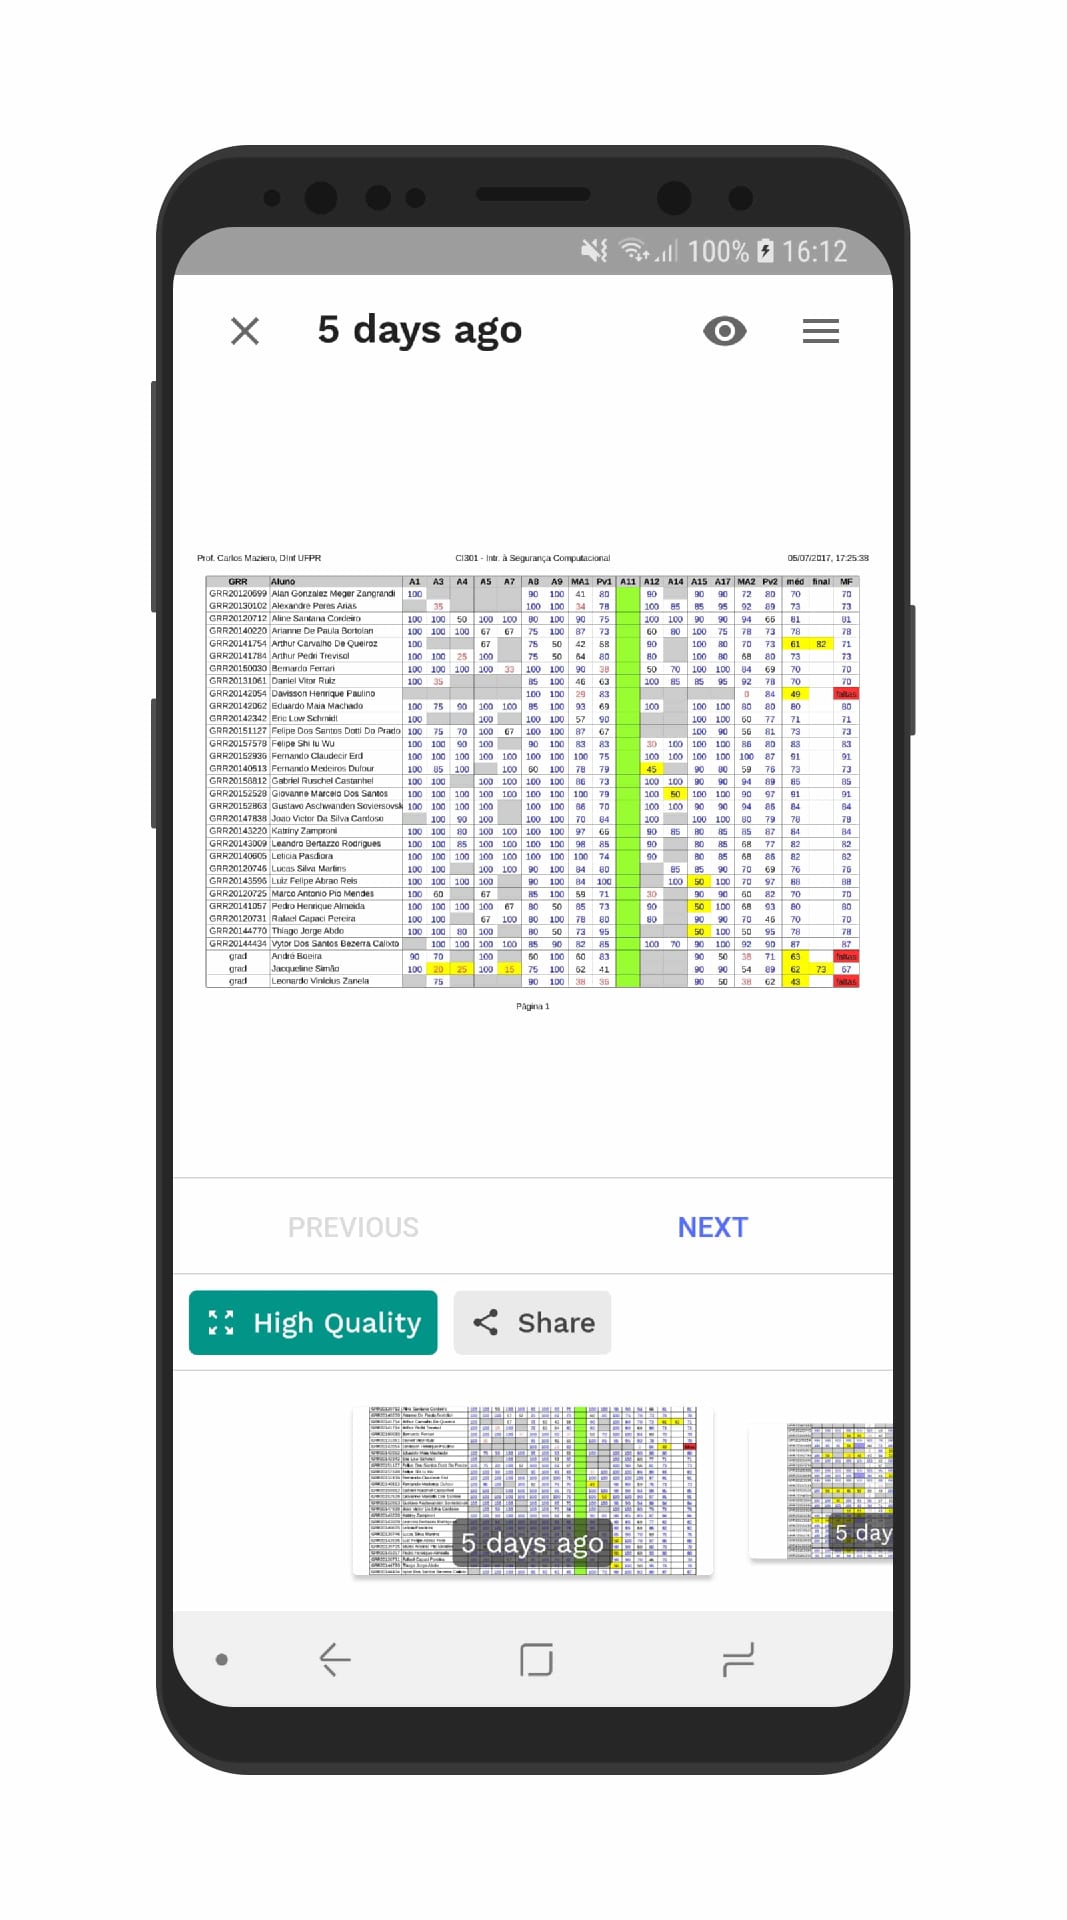 100% 16:12
5 days ago
Prof. Carlos Maziero, DInf UFPR CI301 - Intr. à Segurança Computacional 05/07/2017, 17:25:38
GRR Aluno A1 A3 A4 A5 A7 A8 A9 MA1 Pv1 A11 A12 A14 A15 A17 MA2 Pv2 méd final MF
GRR20120699 Alan Gonzalez Meger Zangrandi 100 90 100 41 80 90 90 90 72 80 70 70
GRR20130102 Alexandre Peres Arias 35 100 100 34 78 100 85 85 95 92 89 73 73
GRR20120712 Aline Santana Cordeiro 100 100 50 100 100 80 100 90 75 100 100 90 90 94 66 81 81
GRR20140220 Arianne De Paula Bortolan 100 100 100 67 67 75 100 87 73 60 80 100 75 78 73 78 78
GRR20141754 Arthur Carvalho De Queiroz 100 67 75 50 42 58 90 100 80 70 73 61 82 71
GRR20141784 Arthur Pedri Trevisol 100 100 25 100 75 50 64 80 80 100 80 68 80 73 73
GRR20150030 Bernardo Ferrari 100 100 100 100 33 100 100 90 38 50 70 100 100 84 69 70 70
GRR20131061 Daniel Vitor Ruiz 100 35 85 100 46 63 100 85 85 95 92 78 70 70
GRR20142054 Davisson Henrique Paulino 100 100 29 83 0 84 49 faltas
GRR20142062 Eduardo Maia Machado 100 75 90 100 100 85 100 93 69 100 100 100 80 80 80 80
GRR20142342 Eric Low Schmidt 100 100 100 100 57 90 100 100 60 77 71 71
GRR20151127 Felipe Dos Santos Dotti Do Prado 100 75 70 100 67 100 100 87 67 100 90 56 81 73 73
GRR20157578 Felipe Shi Iu Wu 100 100 90 100 90 100 83 83 30 100 100 100 86 80 83 83
GRR20152936 Fernando Claudecir Erd 100 100 100 100 100 100 100 100 75 100 100 100 100 100 87 91 91
GRR20140513 Fernando Medeiros Dufour 100 85 100 100 60 100 78 79 45 90 80 59 76 73 73
GRR20156812 Gabriel Ruschel Castanhel 100 100 100 100 100 100 86 73 100 100 90 90 94 89 85 85
GRR20152528 Giovanne Marcelo Dos Santos 100 100 100 100 100 100 100 100 79 100 50 100 100 90 97 91 91
GRR20152863 Gustavo Aschwanden Soviersovsk 100 100 100 100 100 100 86 70 100 100 90 90 94 86 84 84
GRR20147838 Joao Victor Da Silva Cardoso 100 90 100 100 100 70 84 100 100 100 80 79 78 78
GRR20143220 Katriny Zamproni 100 100 80 100 100 100 100 97 66 90 85 80 85 85 87 84 84
GRR20143009 Leandro Bertazzo Rodrigues 100 100 85 100 100 100 100 98 85 90 80 85 68 77 82 82
GRR20140605 Leticia Pasdiora 100 100 100 100 100 100 100 100 74 90 80 85 68 86 82 82
GRR20120746 Lucas Silva Martins 100 100 100 100 90 100 84 80 85 85 90 70 69 76 76
GRR20143596 Luiz Felipe Abrao Reis 100 100 100 100 90 100 84 100 100 50 100 70 97 88 88
GRR20120725 Marco Antonio Pio Mendes 100 60 67 85 100 59 71 30 90 90 60 82 70 70
GRR20141057 Pedro Henrique Almeida 100 100 90 100 67 80 50 85 73 90 50 100 68 93 80 80
GRR20120731 Rafael Capaci Pereira 100 100 67 100 80 100 78 80 80 90 90 70 46 70 70
GRR20144770 Thiago Jorge Abdo 100 100 80 100 80 50 73 95 50 100 50 95 78 78
GRR20144434 Vytor Dos Santos Bezerra Calixto 100 100 100 100 85 90 82 85 100 70 90 100 92 90 87 87
grad André Boeira 90 70 100 60 100 60 83 90 50 38 71 63 faltas
grad Jacqueline Simão 100 20 25 100 15 75 100 62 41 90 90 54 89 62 73 67
grad Leonardo Vinicius Zanela 75 90 100 38 35 90 50 38 62 43 faltas
Página 1
PREVIOUS NEXT
High Quality Share
5 days ago 5 day